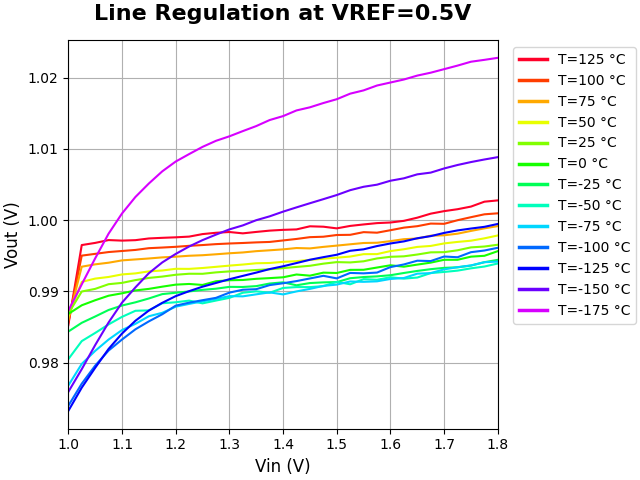 Line Regulation at VREF=0.5V
Vout (V)
1.02
1.01
1.00
0.99
0.98
1.0 1.1 1.2 1.3 1.4 1.5 1.6 1.7 1.8
Vin (V)
T=125 °C
T=100 °C
T=75 °C
T=50 °C
T=25 °C
T=0 °C
T=-25 °C
T=-50 °C
T=-75 °C
T=-100 °C
T=-125 °C
T=-150 °C
T=-175 °C